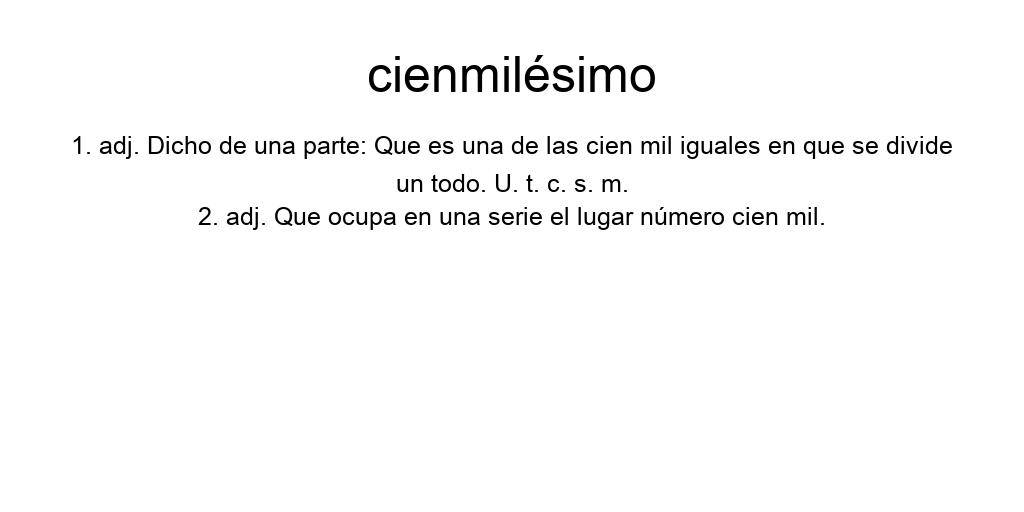 cienmilésimo
1. adj. Dicho de una parte: Que es una de las cien mil iguales en que se divide
un todo. U. t. c. s. m.
2. adj. Que ocupa en una serie el lugar número cien mil.